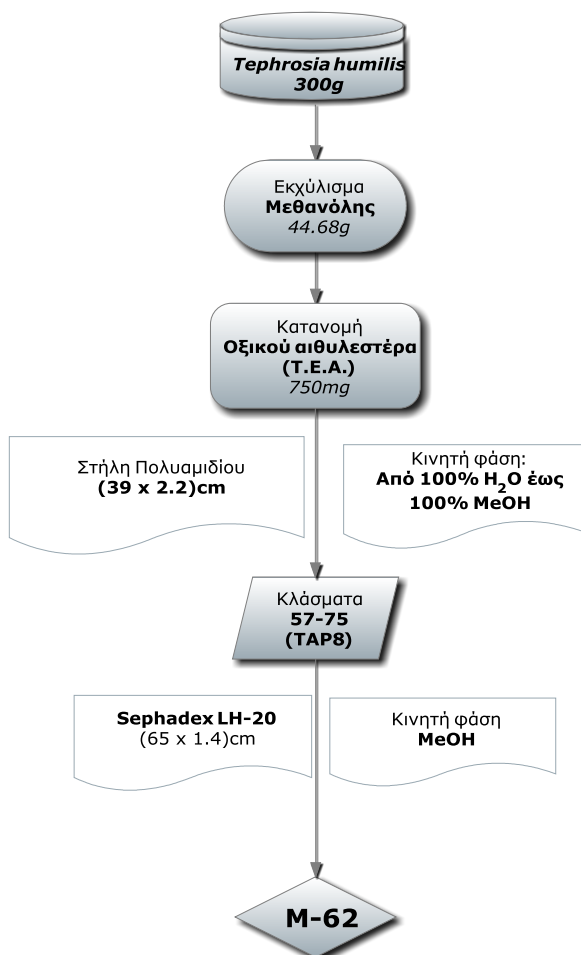 Tephrosia humilis
300g
Εκχύλισμα
Μεθανόλης
44.68g
Κατανομή
Οξικού αιθυλεστέρα
(Τ.Ε.Α.)
750mg
Στήλη Πολυαμιδίου
(39 x 2.2)cm
Κινητή φάση:
Από 100% H₂O έως
100% MeOH
Κλάσματα
57-75
(TAP8)
Sephadex LH-20
(65 x 1.4)cm
Κινητή φάση
MeOH
M-62